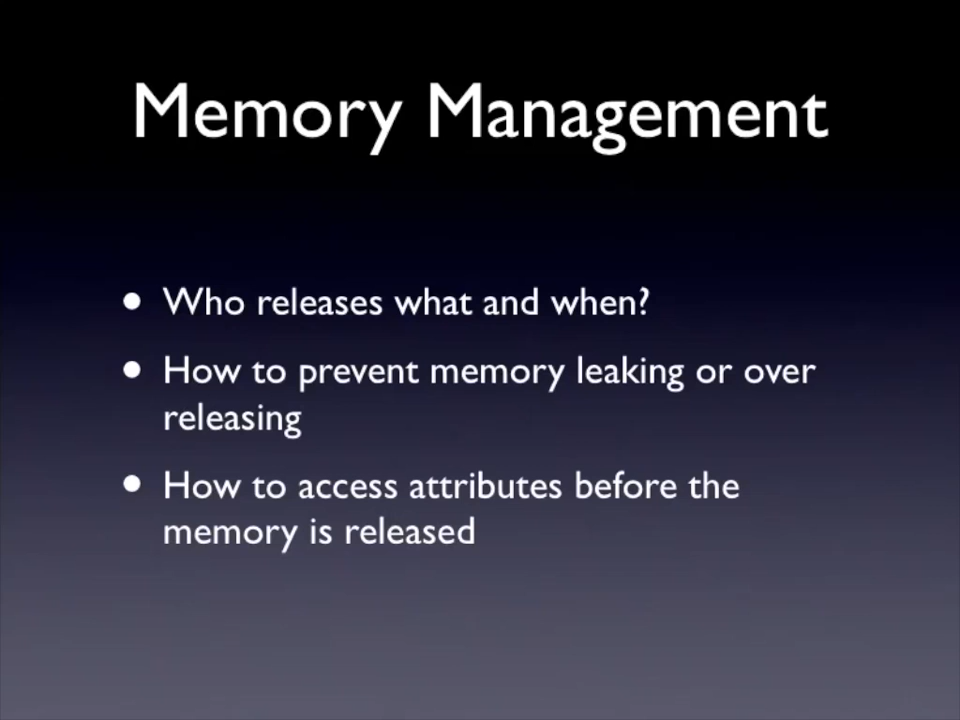 Memory Management
• Who releases what and when?
• How to prevent memory leaking or over
releasing
• How to access attributes before the
memory is released